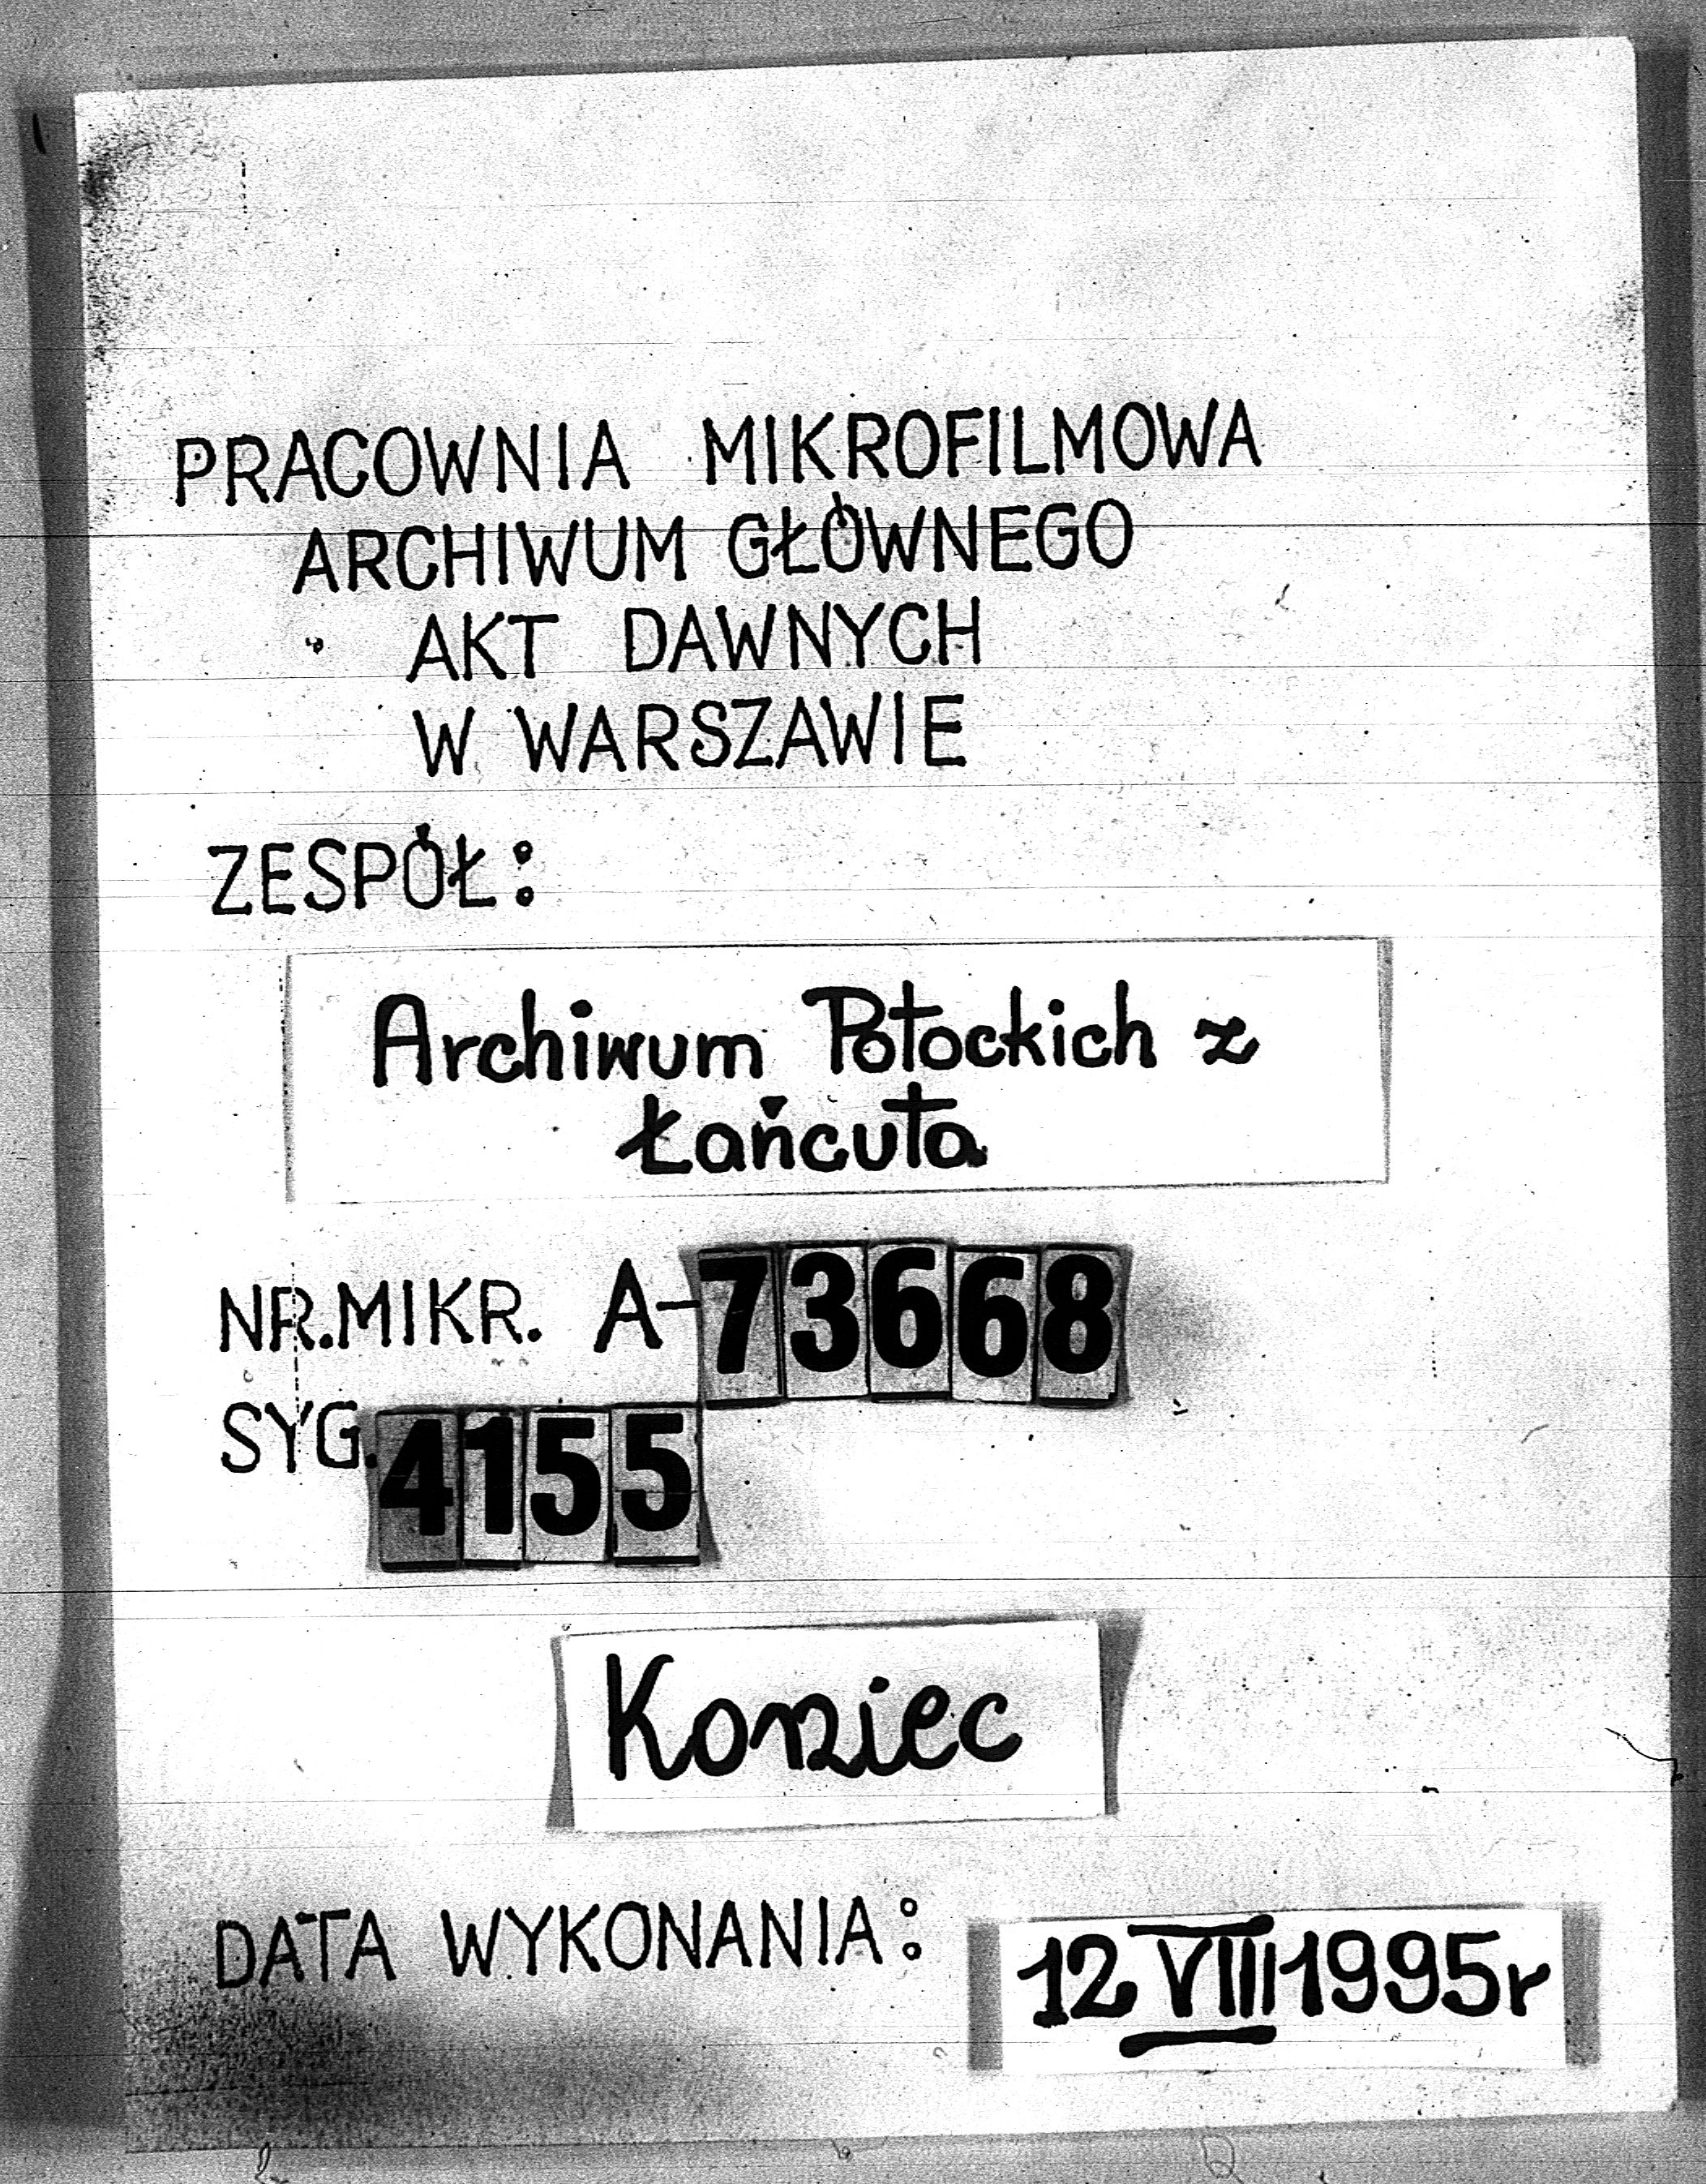 PRACOWNIA MIKROFILMOWA
ARCHIWUM GŁÓWNEGO
AKT DAWNYCH
W WARSZAWIE
ZESPÓŁ:
Archiwum Potockich z
Łańcuta
NR.MIKR. A-73668
SYG. 4155
Koniec
DATA WYKONANIA: 12 VIII 1995r